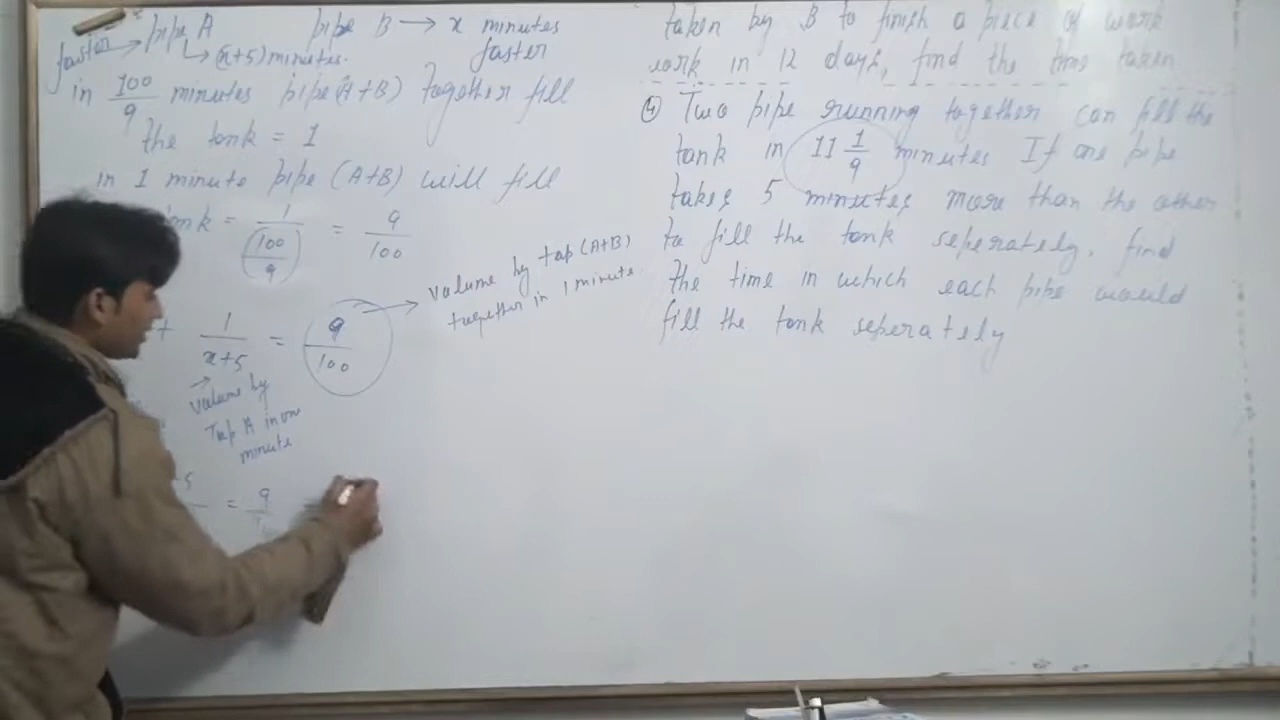 faster → pipe A pipe B → x minutes
↳ (x+5) minutes. faster
in 100/9 minutes pipe (A+B) together fill
the tank = 1
in 1 minute pipe (A+B) will fill
tank = 1/(100/9) = 9/100
+ 1/x+5 = 9/100 → Volume by tap (A+B)
together in 1 minute
→ Volume by
Tap A in one
minute
= 9
taken by B to finish a piece of work
work in 12 days, find the time taken
④ Two pipe running together can fill the
tank in 11 1/9 minutes If one pipe
takes 5 minutes more than the other
to fill the tank seperately. find
the time in which each pipe would
fill the tank seperately